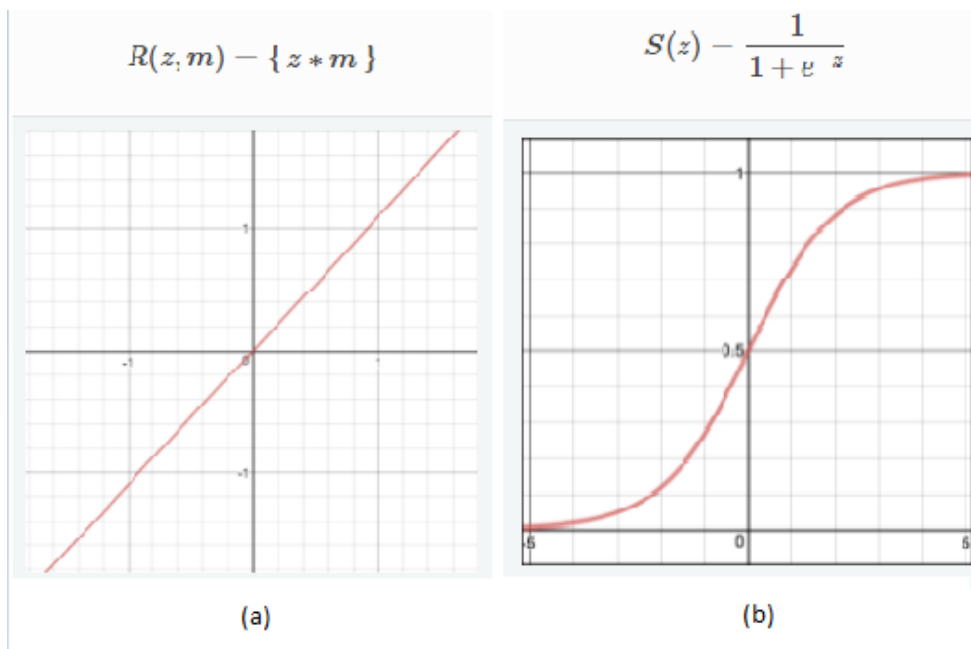 R(z, m) = { z * m }
1
-1
0
1
-1
(a)
S(z) = 1 / (1 + e^-z)
1
0.5
-5
0
5
(b)